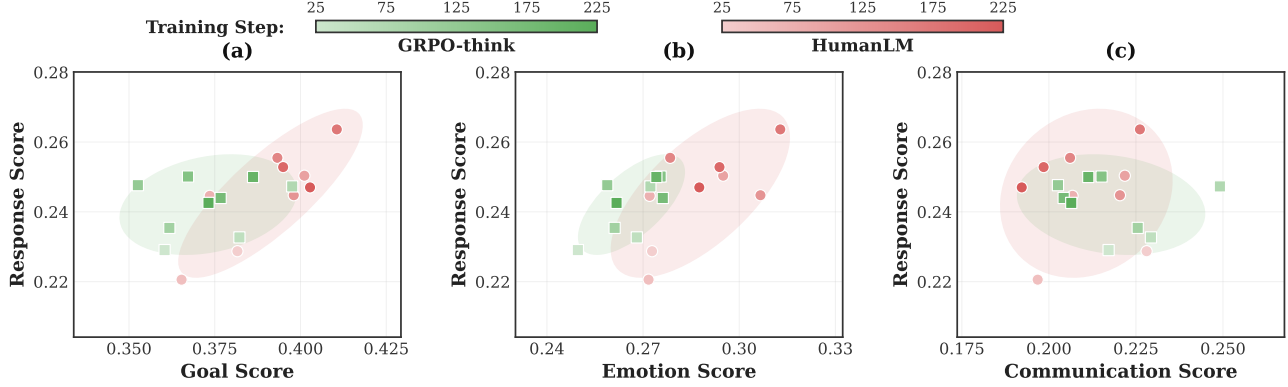 25 75 125 175 225 25 75 125 175 225
Training Step:
GRPO-think HumanLM
(a) (b) (c)
0.28 0.28 0.28
0.26 0.26 0.26
0.24 0.24 0.24
0.22 0.22 0.22
Response Score Response Score Response Score
0.350 0.375 0.400 0.425 0.24 0.27 0.30 0.33 0.175 0.200 0.225 0.250
Goal Score Emotion Score Communication Score